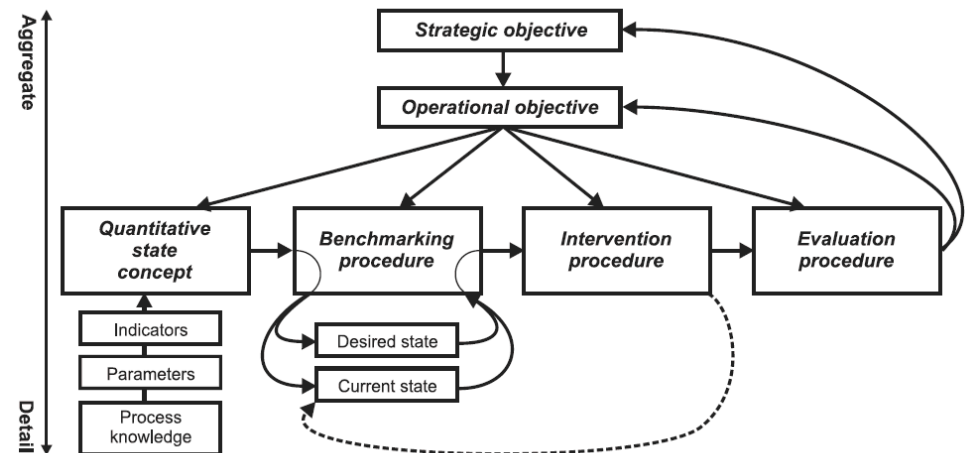 Aggregate
Detail
Strategic objective
Operational objective
Quantitative
state
concept
Benchmarking
procedure
Intervention
procedure
Evaluation
procedure
Indicators
Parameters
Process
knowledge
Desired state
Current state